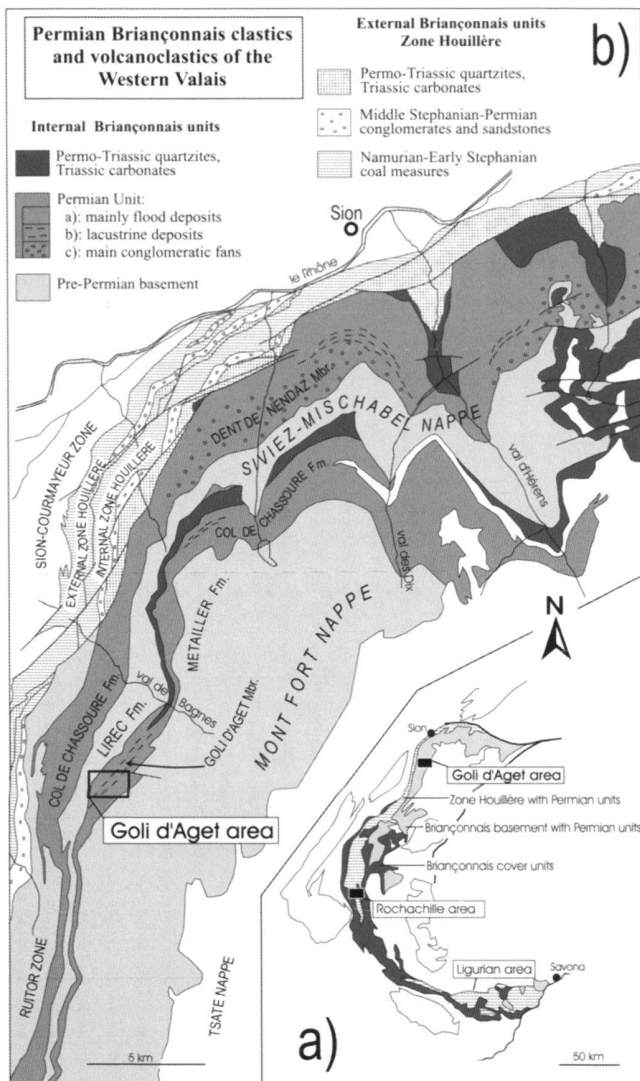 Permian Briançonnais clastics
and volcanoclastics of the
Western Valais
External Briançonnais units
Zone Houillère
b)
Permo-Triassic quartzites,
Triassic carbonates
Middle Stephanian-Permian
conglomerates and sandstones
Namurian-Early Stephanian
coal measures
Internal Briançonnais units
Permo-Triassic quartzites,
Triassic carbonates
Permian Unit:
a): mainly flood deposits
b): lacustrine deposits
c): main conglomeratic fans
Pre-Permian basement
Sion
le Rhône
DENT DE NENDAZ Mbr.
SIVIEZ-MISCHABEL NAPPE
val d'Hérens
SION-COURMAYEUR ZONE
EXTERNAL ZONE HOUILLÈRE
INTERNAL ZONE HOUILLÈRE
COL DE CHASSOURE Fm.
val des Dix
METAILLER Fm.
MONT FORT NAPPE
N
val de Bagnes
COL DE CHASSOURE Fm.
LIREC Fm.
GOLI D'AGET Mbr.
Goli d'Aget area
RUITOR ZONE
TSATE NAPPE
5 km
a)
Sion
Goli d'Aget area
Zone Houillère with Permian units
Briançonnais basement with Permian units
Briançonnais cover units
Rochachille area
Ligurian area
Savona
50 km